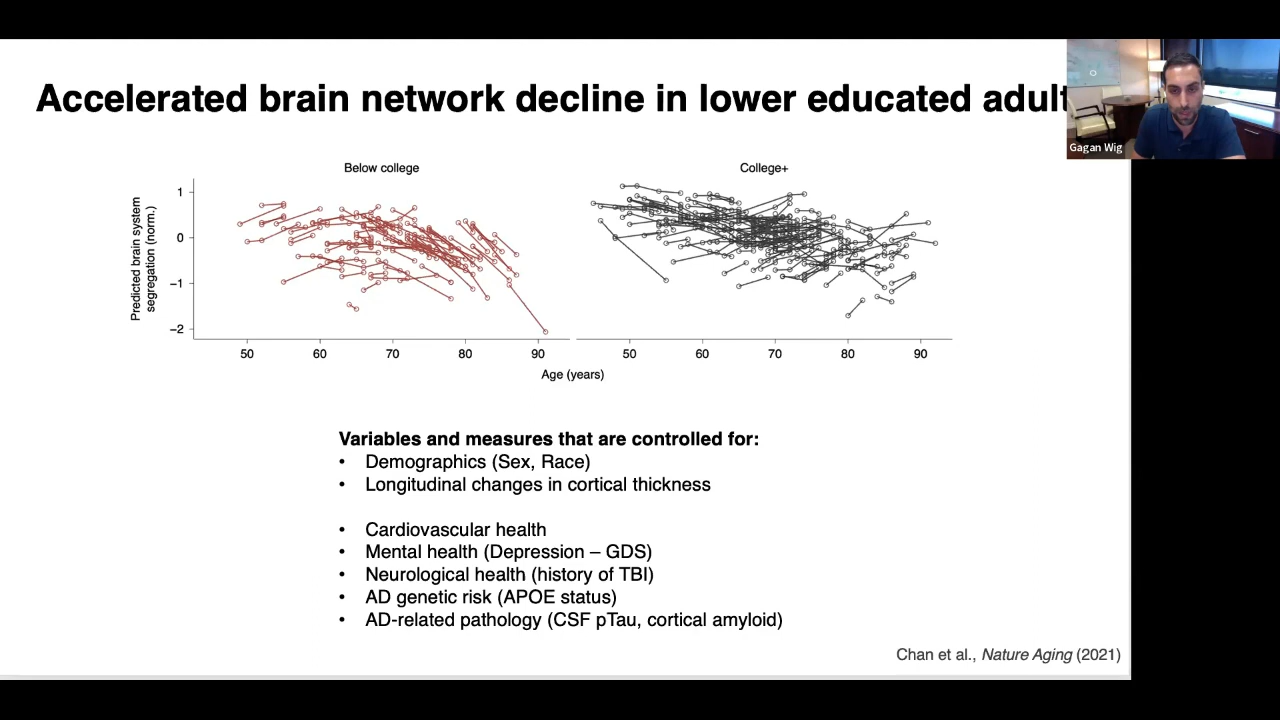 Accelerated brain network decline in lower educated adult
Gagan Wig
Below college
College+
Predicted brain system
segregation (norm.)
1
0
−1
−2
50 60 70 80 90
50 60 70 80 90
Age (years)
Variables and measures that are controlled for:
• Demographics (Sex, Race)
• Longitudinal changes in cortical thickness
• Cardiovascular health
• Mental health (Depression – GDS)
• Neurological health (history of TBI)
• AD genetic risk (APOE status)
• AD-related pathology (CSF pTau, cortical amyloid)
Chan et al., Nature Aging (2021)